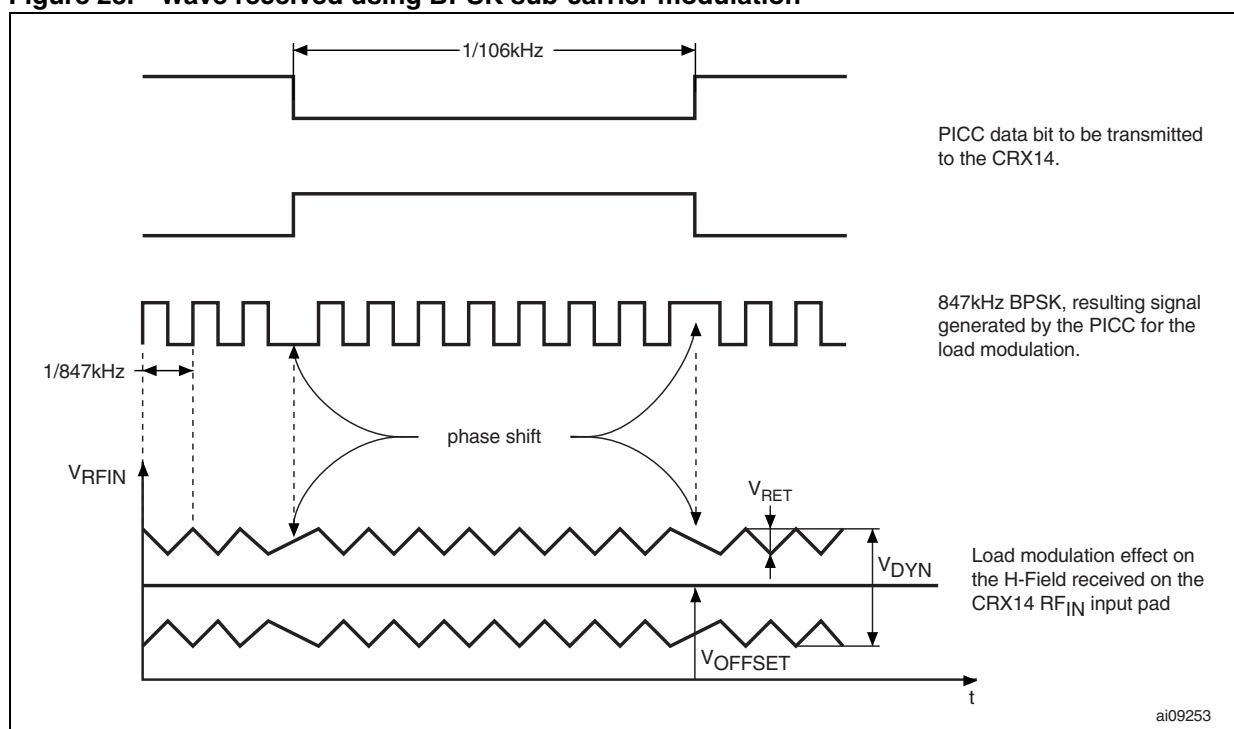 Figure 25. Wave received using BPSK sub-carrier modulation
1/106kHz
PICC data bit to be transmitted
to the CRX14.
847kHz BPSK, resulting signal
generated by the PICC for the
load modulation.
1/847kHz
phase shift
VRFIN
VRET
VDYN
Load modulation effect on
the H-Field received on the
CRX14 RFIN input pad
VOFFSET
t
ai09253